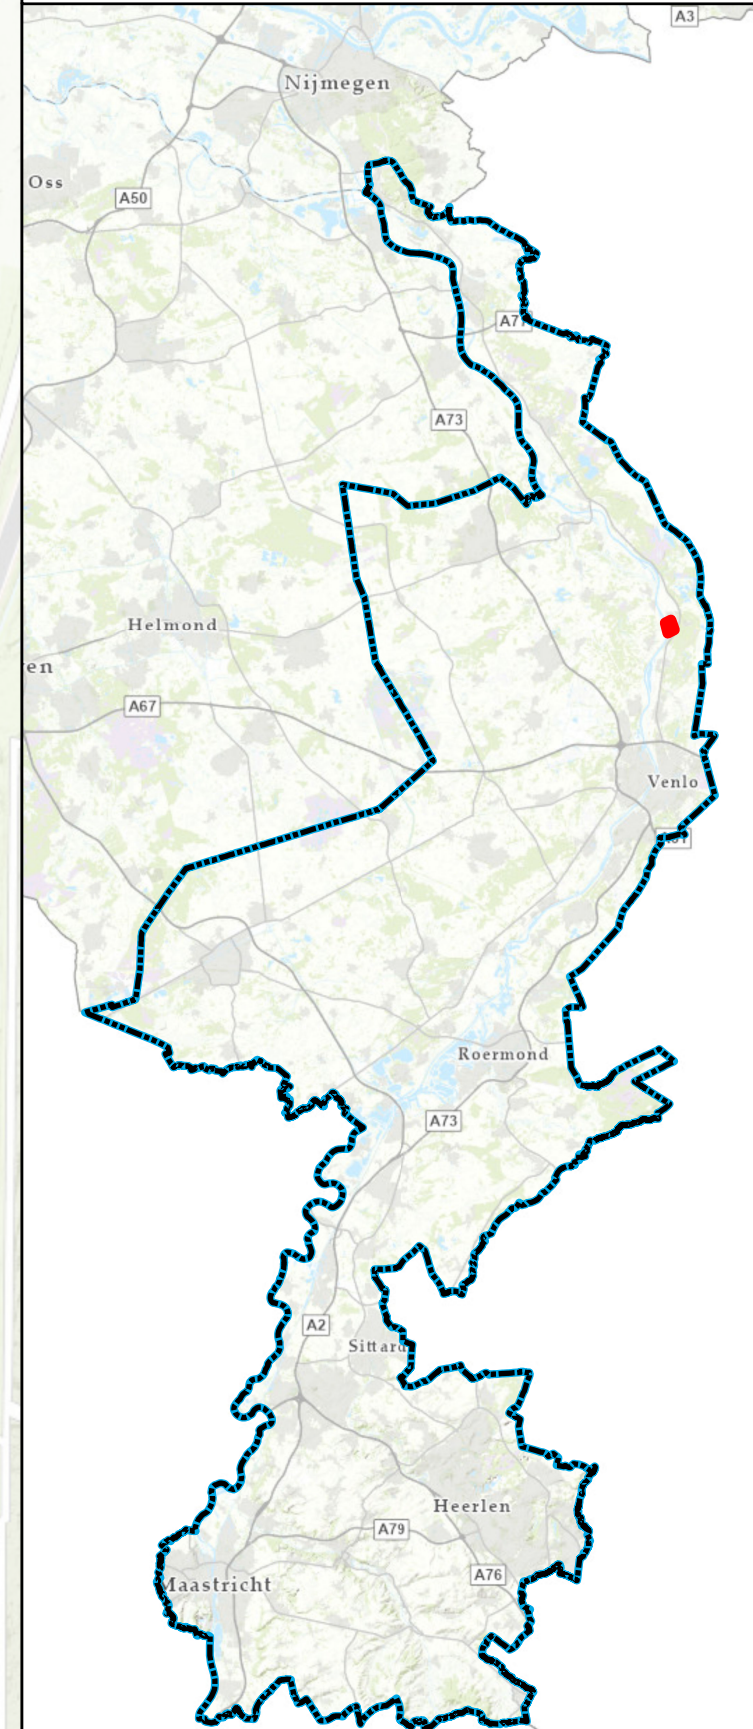 A3
Nijmegen
Oss
A50
A77
A73
Helmond
en
A67
Venlo
Roermond
A73
A2
Sittard
Heerlen
A79
A76
Maastricht